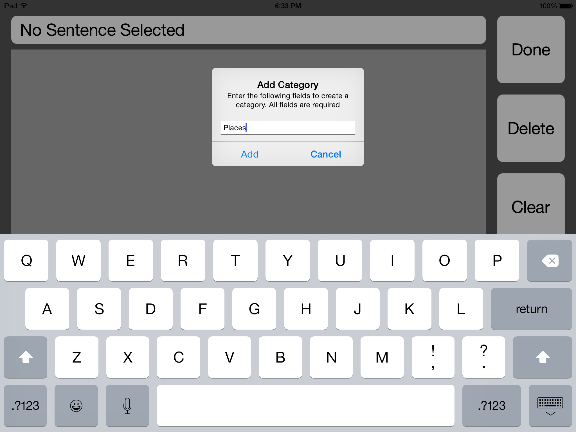 iPad 6:33 PM 100%
No Sentence Selected
Done
Delete
Clear
Add Category
Enter the following fields to create a
category. All fields are required
Places
Add Cancel
Q W E R T Y U I O P
A S D F G H J K L return
Z X C V B N M ! , ? .
.?123 .?123